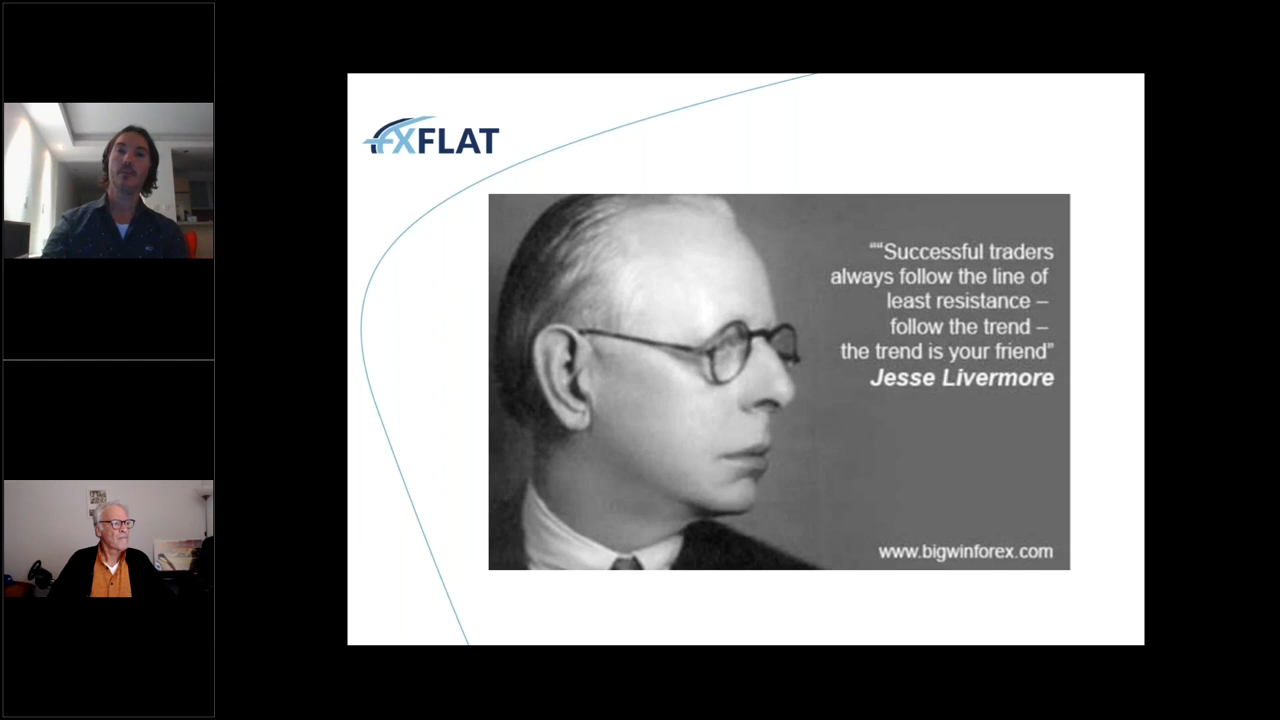 FXFLAT
““Successful traders
always follow the line of
least resistance –
follow the trend –
the trend is your friend”
Jesse Livermore
www.bigwinforex.com